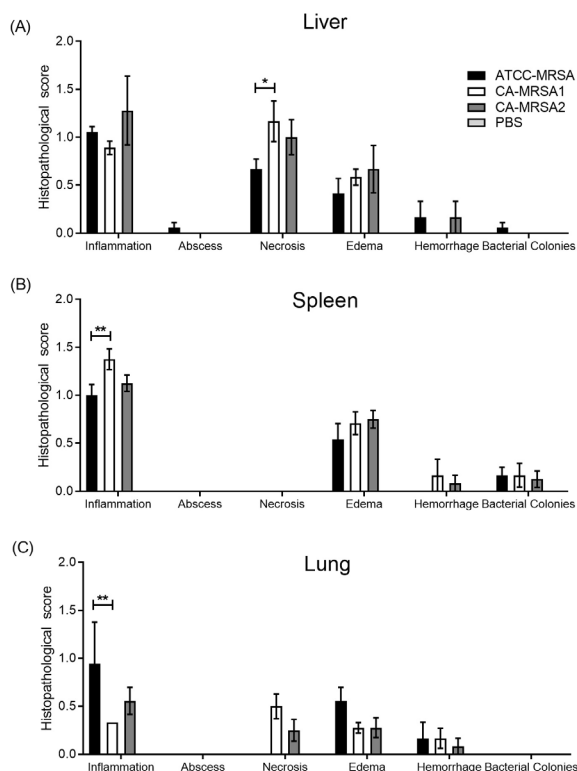 (A)
Liver
Histopathological score
2.0
1.5
1.0
0.5
0.0
*
ATCC-MRSA
CA-MRSA1
CA-MRSA2
PBS
Inflammation Abscess Necrosis Edema Hemorrhage Bacterial Colonies
(B)
Spleen
Histopathological score
2.0
1.5
1.0
0.5
0.0
**
Inflammation Abscess Necrosis Edema Hemorrhage Bacterial Colonies
(C)
Lung
Histopathological score
2.0
1.5
1.0
0.5
0.0
**
Inflammation Abscess Necrosis Edema Hemorrhage Bacterial Colonies